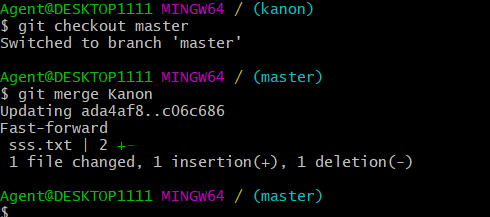 Agent@DESKTOP1111 MINGW64 / (kanon)
$ git checkout master
Switched to branch 'master'
Agent@DESKTOP1111 MINGW64 / (master)
$ git merge Kanon
Updating ada4af8..c06c686
Fast-forward
 sss.txt | 2 +-
 1 file changed, 1 insertion(+), 1 deletion(-)
Agent@DESKTOP1111 MINGW64 / (master)
$